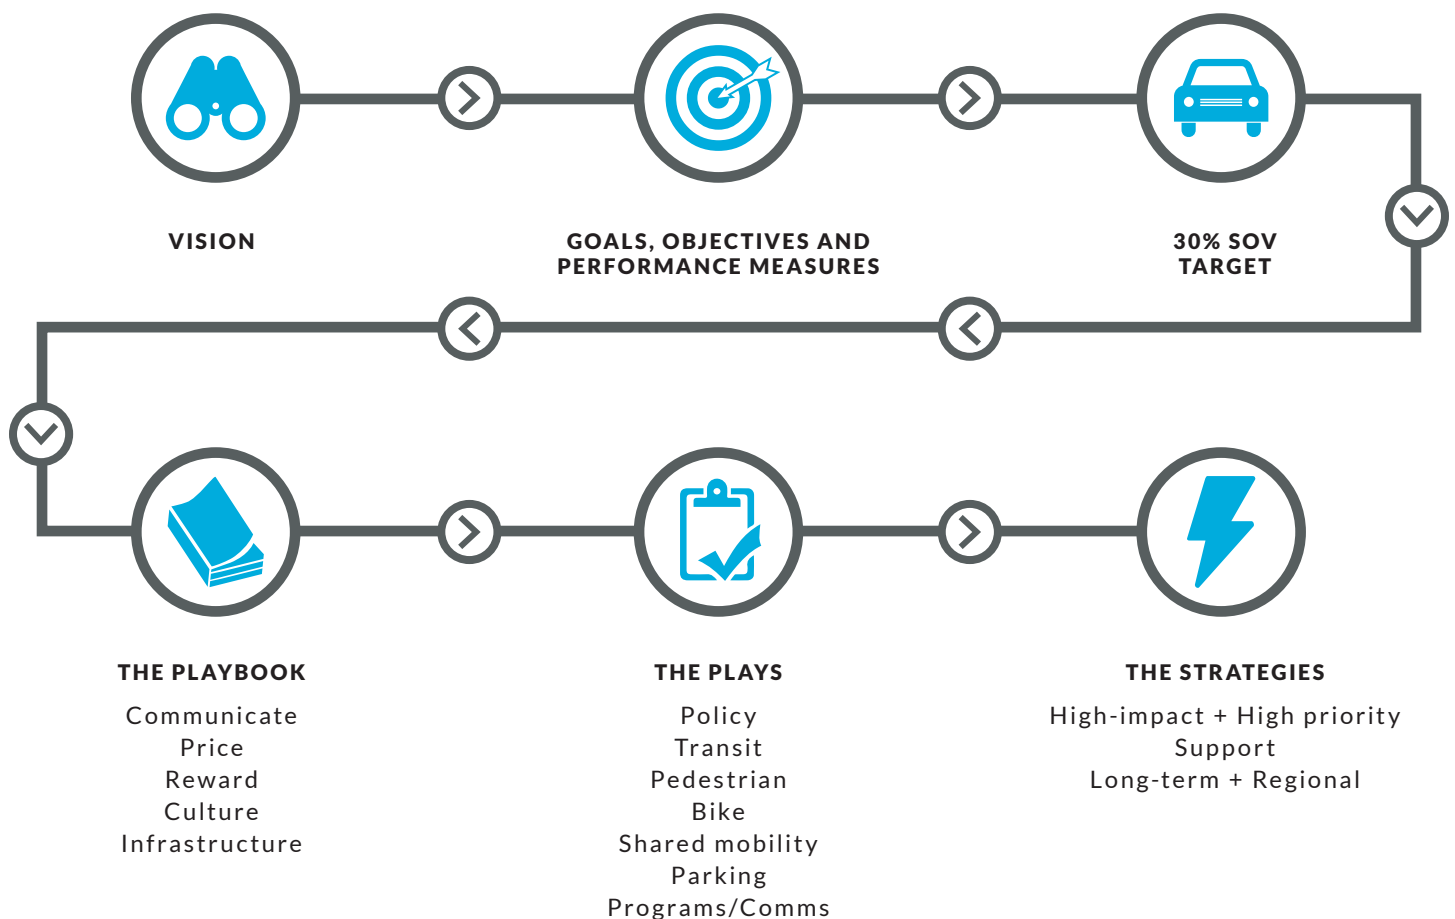 VISION
GOALS, OBJECTIVES AND
PERFORMANCE MEASURES
30% SOV
TARGET
THE PLAYBOOK
Communicate
Price
Reward
Culture
Infrastructure
THE PLAYS
Policy
Transit
Pedestrian
Bike
Shared mobility
Parking
Programs/Comms
THE STRATEGIES
High-impact + High priority
Support
Long-term + Regional